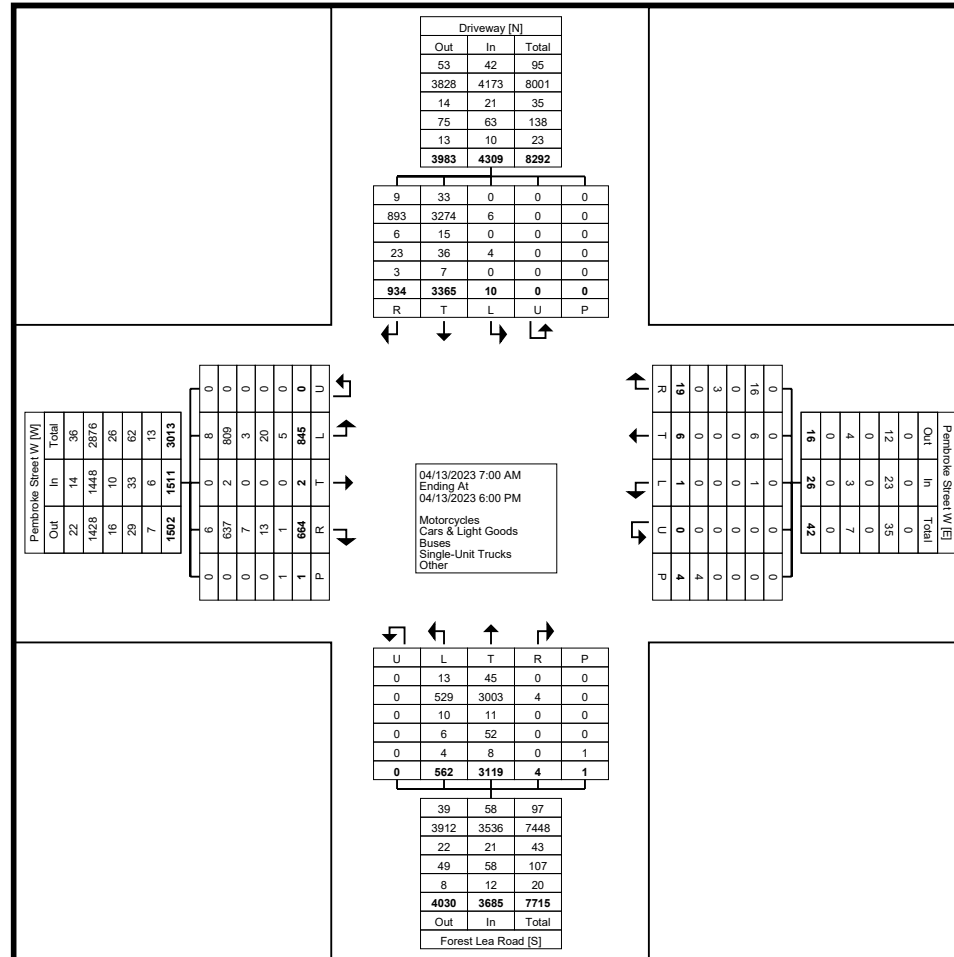 Driveway [N]
Out In Total
53 42 95
3828 4173 8001
14 21 35
75 63 138
13 10 23
3983 4309 8292
9 33 0 0 0
893 3274 6 0 0
6 15 0 0 0
23 36 4 0 0
3 7 0 0 0
934 3365 10 0 0
R T L U P
Pembroke Street W [W]
Total In Out
36 14 22
2876 1448 1428
26 10 16
62 33 29
13 6 7
3013 1511 1502
0 8 0 6 0
0 809 2 637 0
0 3 0 7 0
0 20 0 13 0
0 5 0 1 1
0 845 2 664 1
U L T R P
04/13/2023 7:00 AM
Ending At
04/13/2023 6:00 PM
Motorcycles
Cars & Light Goods
Buses
Single-Unit Trucks
Other
R T L U P
19 6 1 0 4
0 0 0 0 4
3 0 0 0 0
0 0 0 0 0
16 6 1 0 0
0 0 0 0 0
Pembroke Street W [E]
Out In Total
0 0 0
12 23 35
0 0 0
4 3 7
0 0 0
16 26 42
U L T R P
0 13 45 0 0
0 529 3003 4 0
0 10 11 0 0
0 6 52 0 0
0 4 8 0 1
0 562 3119 4 1
39 58 97
3912 3536 7448
22 21 43
49 58 107
8 12 20
4030 3685 7715
Out In Total
Forest Lea Road [S]